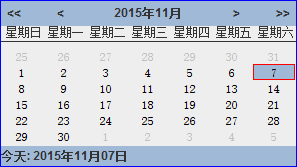 << < 2015年11月 > >>
星期日 星期一 星期二 星期三 星期四 星期五 星期六
25 26 27 28 29 30 31
1 2 3 4 5 6 7
8 9 10 11 12 13 14
15 16 17 18 19 20 21
22 23 24 25 26 27 28
29 30 1 2 3 4 5
今天: 2015年11月07日